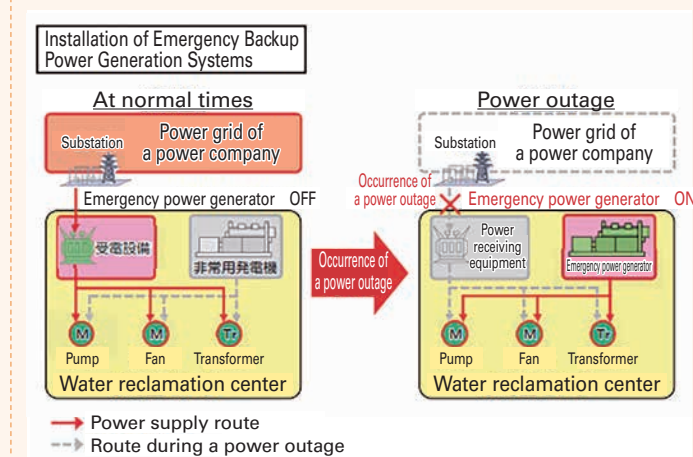 Installation of Emergency Backup
Power Generation Systems
At normal times
Substation
Power grid of
a power company
Emergency power generator OFF
受電設備
非常用発電機
M
M
Tr
Pump
Fan
Transformer
Water reclamation center
Occurrence of
a power outage
Power outage
Substation
Power grid of
a power company
Occurrence of
a power outage
Emergency power generator ON
Power
receiving
equipment
Emergency power generator
M
M
Tr
Pump
Fan
Transformer
Water reclamation center
Power supply route
Route during a power outage